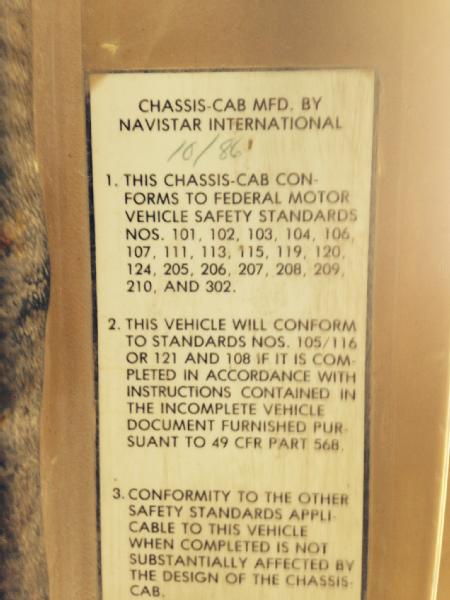 CHASSIS-CAB MFD. BY
NAVISTAR INTERNATIONAL
10/86
1. THIS CHASSIS-CAB CON-
FORMS TO FEDERAL MOTOR
VEHICLE SAFETY STANDARDS
NOS. 101, 102, 103, 104, 106,
107, 111, 113, 115, 119, 120,
124, 205, 206, 207, 208, 209,
210, AND 302.
2. THIS VEHICLE WILL CONFORM
TO STANDARDS NOS. 105/116
OR 121 AND 108 IF IT IS COM-
PLETED IN ACCORDANCE WITH
INSTRUCTIONS CONTAINED IN
THE INCOMPLETE VEHICLE
DOCUMENT FURNISHED PUR-
SUANT TO 49 CFR PART 568.
3. CONFORMITY TO THE OTHER
SAFETY STANDARDS APPLI-
CABLE TO THIS VEHICLE
WHEN COMPLETED IS NOT
SUBSTANTIALLY AFFECTED BY
THE DESIGN OF THE CHASSIS-
CAB.